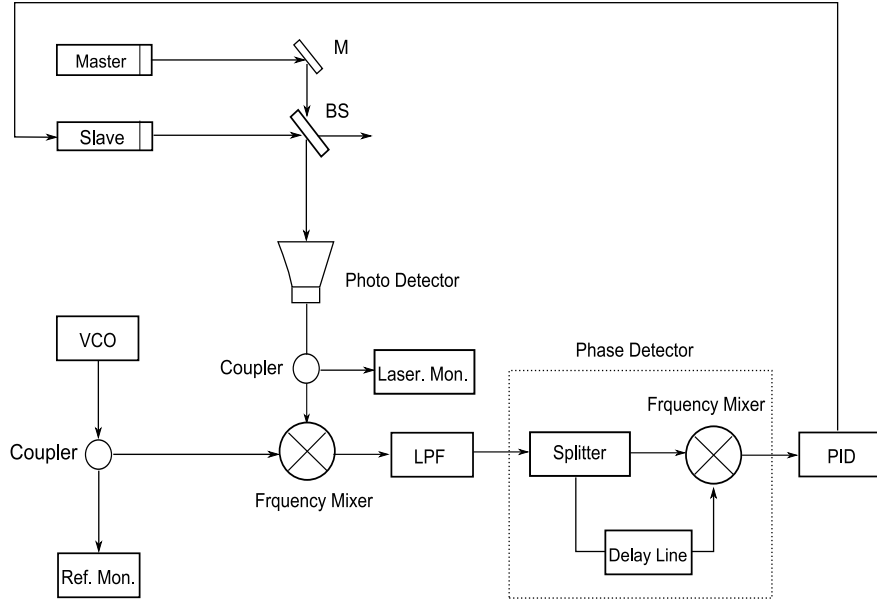 Master
M
BS
Slave
Photo Detector
VCO
Coupler
Laser. Mon.
Phase Detector
Frquency Mixer
Coupler
LPF
Splitter
PID
Frquency Mixer
Delay Line
Ref. Mon.